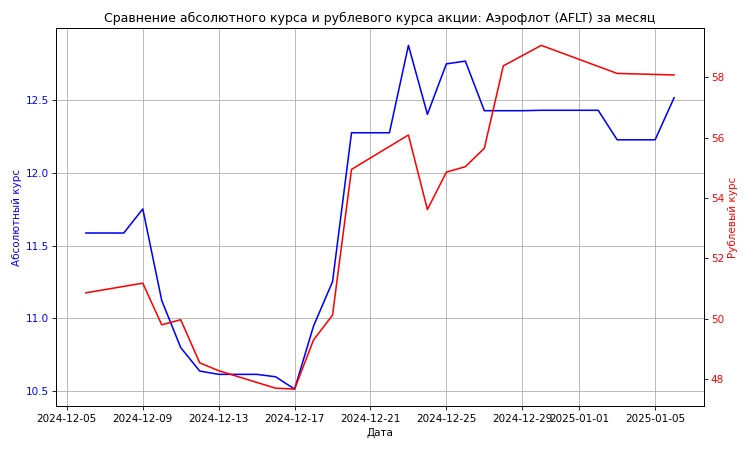 Сравнение абсолютного курса и рублевого курса акции: Аэрофлот (AFLT) за месяц
Абсолютный курс
12.5
12.0
11.5
11.0
10.5
58
56
54
52
50
48
Рублевый курс
2024-12-05 2024-12-09 2024-12-13 2024-12-17 2024-12-21 2024-12-25 2024-12-29 2025-01-01 2025-01-05
Дата